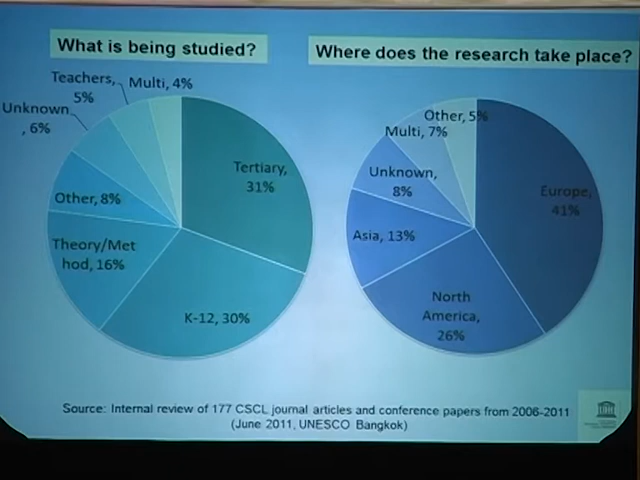 What is being studied?
Where does the research take place?
Teachers,
5%
Multi, 4%
Unknown
, 6%
Tertiary,
31%
Other, 8%
Theory/Met
hod, 16%
K-12, 30%
Other, 5%
Multi, 7%
Unknown,
8%
Europe,
41%
Asia, 13%
North
America,
26%
Source: Internal review of 177 CSCL journal articles and conference papers from 2006-2011
(June 2011, UNESCO Bangkok)